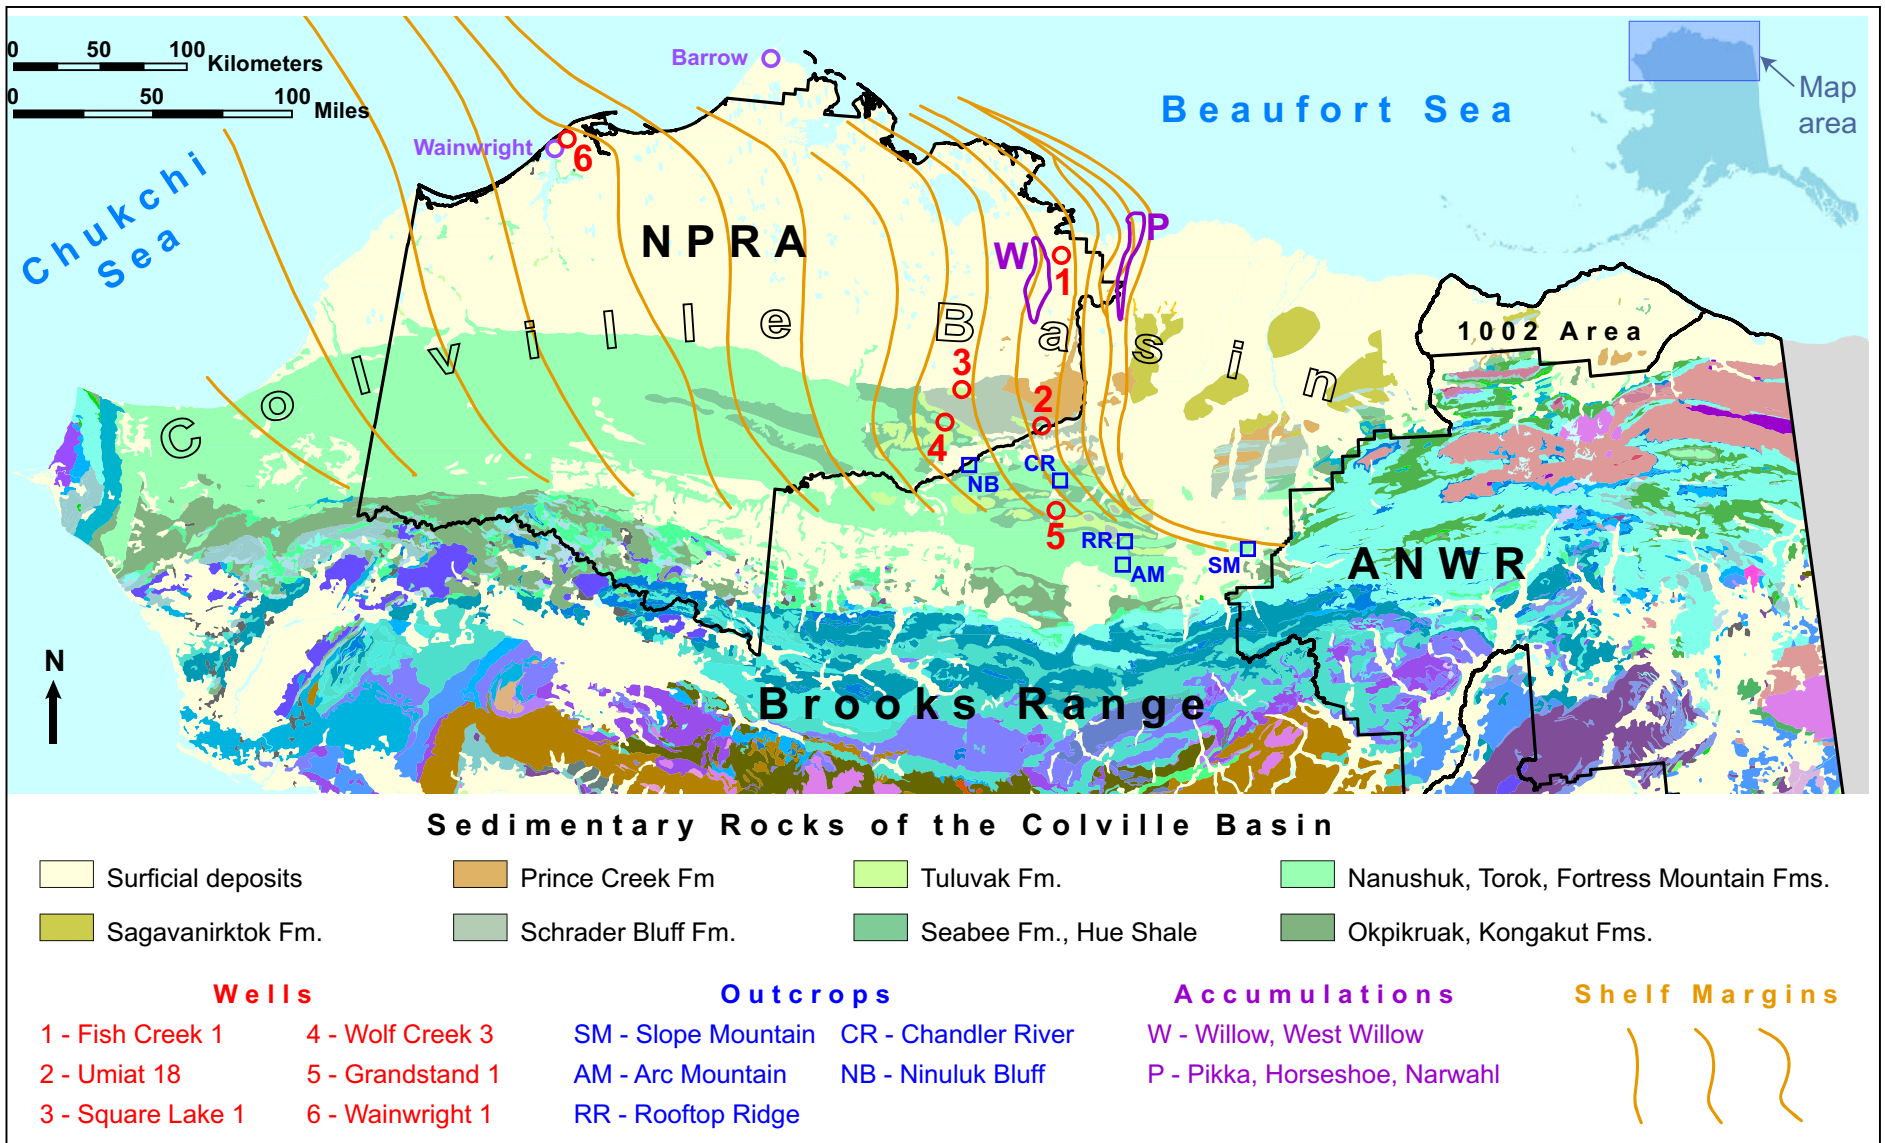 0 50 100
Kilometers
0 50 100
Miles
Barrow
Wainwright
6
Beaufort Sea
Map
area
Chukchi
Sea
NPRA
W
1
P
Colville Basin
1002 Area
3
2
4
NB
CR
5
RR
AM
SM
ANWR
N
Brooks Range
Sedimentary Rocks of the Colville Basin
Surficial deposits
Prince Creek Fm
Tuluvak Fm.
Nanushuk, Torok, Fortress Mountain Fms.
Sagavanirktok Fm.
Schrader Bluff Fm.
Seabee Fm., Hue Shale
Okpikruak, Kongakut Fms.
Wells
1 - Fish Creek 1
2 - Umiat 18
3 - Square Lake 1
4 - Wolf Creek 3
5 - Grandstand 1
6 - Wainwright 1
Outcrops
SM - Slope Mountain
AM - Arc Mountain
RR - Rooftop Ridge
CR - Chandler River
NB - Ninuluk Bluff
Accumulations
W - Willow, West Willow
P - Pikka, Horseshoe, Narwahl
Shelf Margins